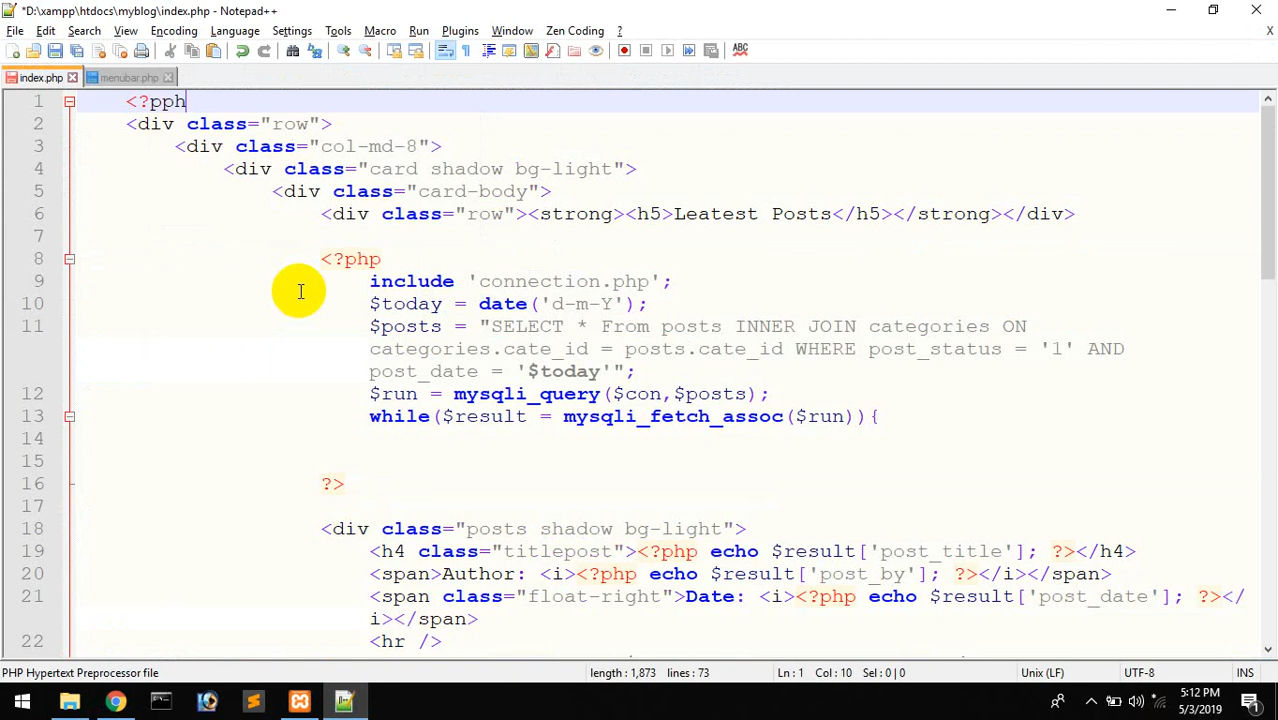 *D:\xampp\htdocs\myblog\index.php - Notepad++
File Edit Search View Encoding Language Settings Tools Macro Run Plugins Window Zen Coding ? X
index.php menubar.php
1 <?pph
2 <div class="row">
3 <div class="col-md-8">
4 <div class="card shadow bg-light">
5 <div class="card-body">
6 <div class="row"><strong><h5>Leatest Posts</h5></strong></div>
7
8 <?php
9 include 'connection.php';
10 $today = date('d-m-Y');
11 $posts = "SELECT * From posts INNER JOIN categories ON
categories.cate_id = posts.cate_id WHERE post_status = '1' AND
post_date = '$today'";
12 $run = mysqli_query($con,$posts);
13 while($result = mysqli_fetch_assoc($run)){
14
15
16 ?>
17
18 <div class="posts shadow bg-light">
19 <h4 class="titlepost"><?php echo $result['post_title']; ?></h4>
20 <span>Author: <i><?php echo $result['post_by']; ?></i></span>
21 <span class="float-right">Date: <i><?php echo $result['post_date']; ?></
i></span>
22 <hr />
PHP Hypertext Preprocessor file length : 1,873 lines : 73 Ln : 1 Col : 10 Sel : 0 | 0 Unix (LF) UTF-8 INS
5:12 PM
5/3/2019